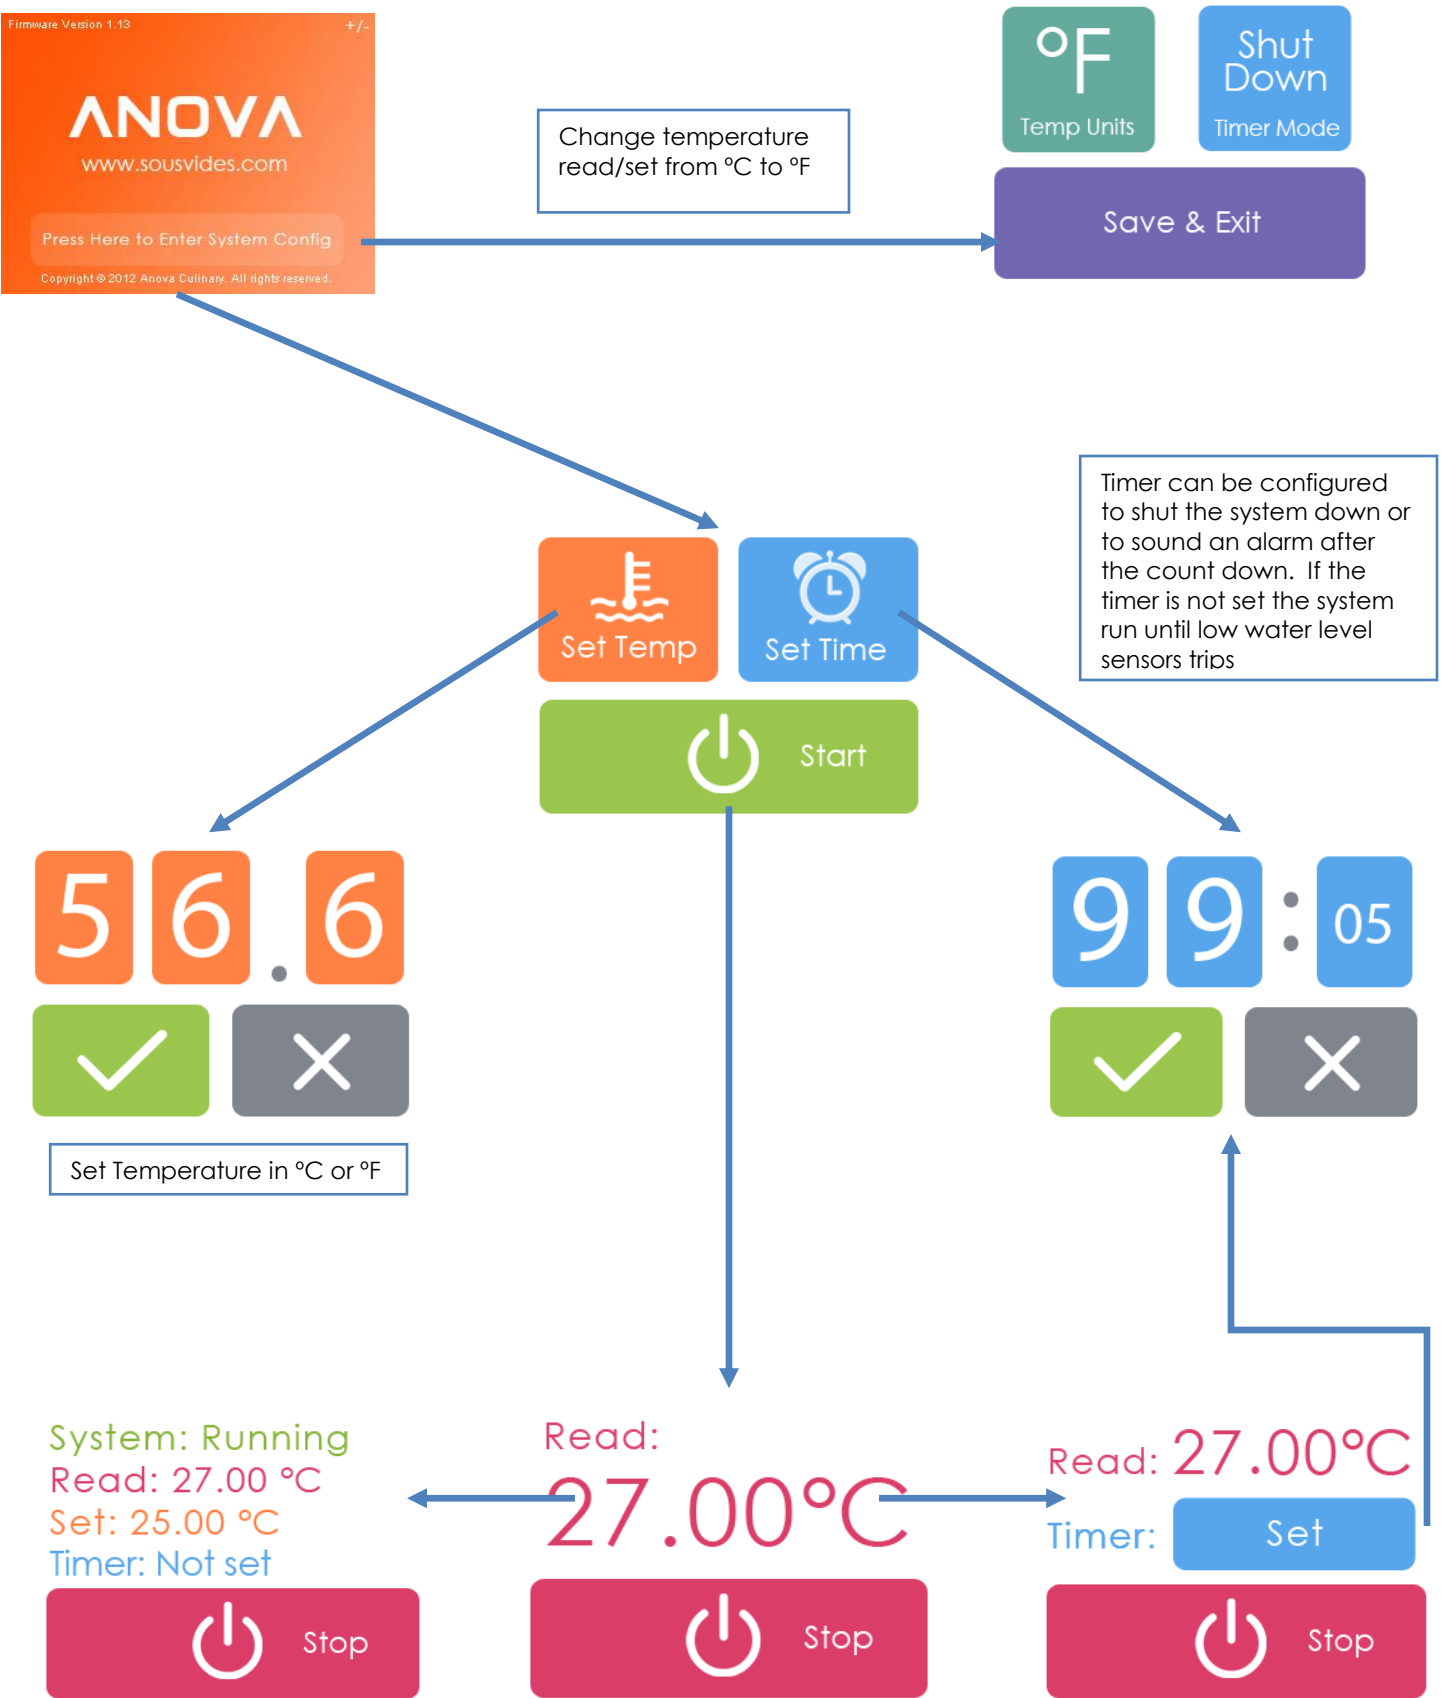 Firmware Version 1.13
+/-
ANOVA
www.sousvides.com
Press Here to Enter System Config
Copyright © 2012 Anova Culinary. All rights reserved.
Change temperature
read/set from °C to °F
°F
Temp Units
Shut
Down
Timer Mode
Save & Exit
Timer can be configured
to shut the system down or
to sound an alarm after
the count down.  If the
timer is not set the system
run until low water level
sensors trips
Set Temp
Set Time
Start
56.6
99:05
Set Temperature in °C or °F
System: Running
Read: 27.00 °C
Set: 25.00 °C
Timer: Not set
Stop
Read:
27.00°C
Stop
Read: 27.00°C
Timer: Set
Stop